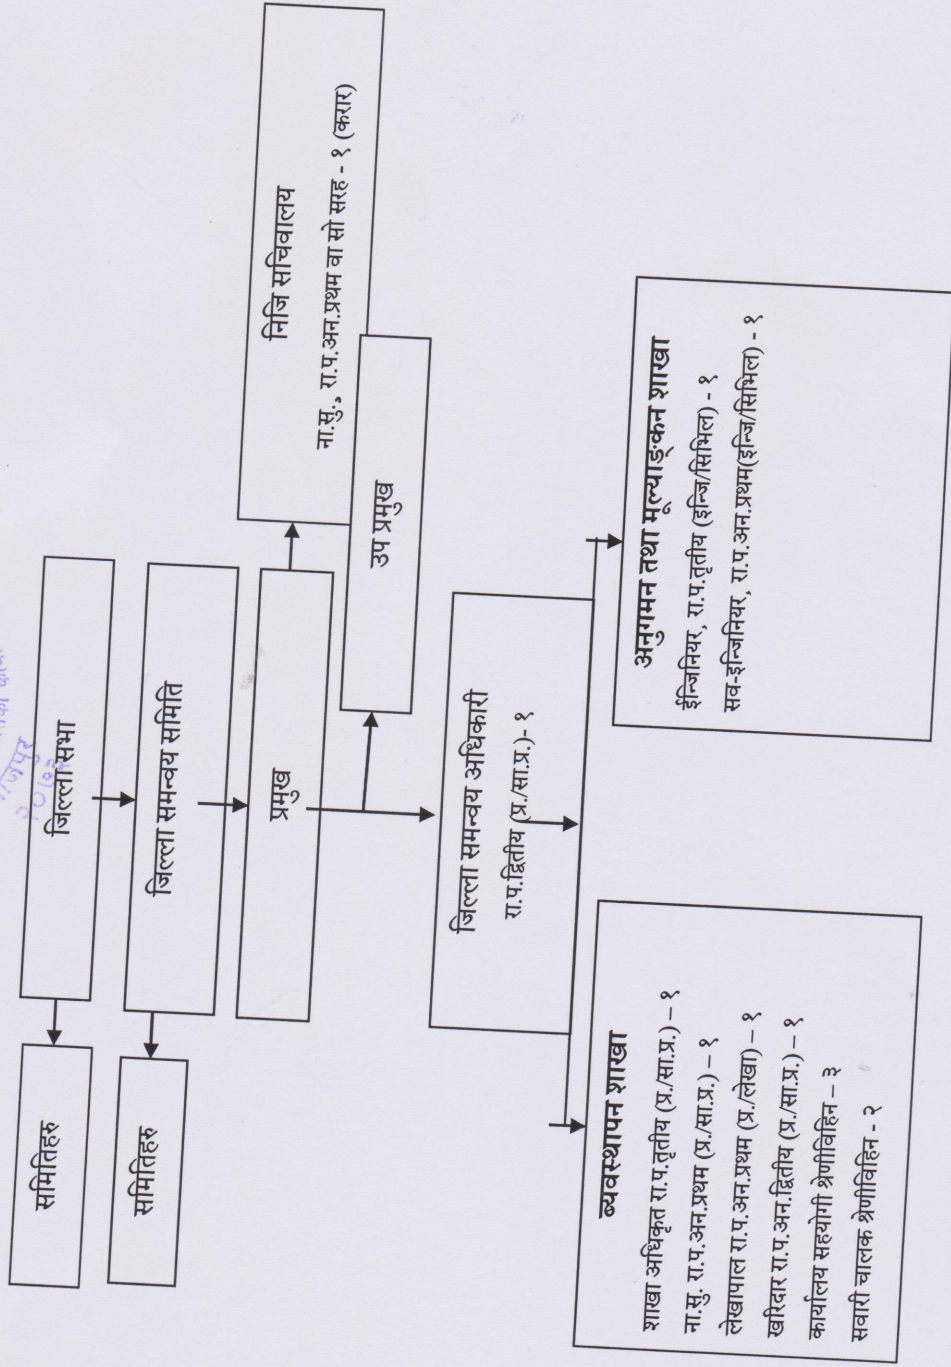 जिल्ला सभा
समितिहरु
जिल्ला समन्वय समिति
समितिहरु
प्रमुख
निजि सचिवालय
ना.सु., रा.प.अन.प्रथम वा सो सरह - १ (करार)
उप प्रमुख
जिल्ला समन्वय अधिकारी
रा.प.द्वितीय (प्र./सा.प्र.)- १
ब्यवस्थापन शाखा
शाखा अधिकृत रा.प.तृतीय (प्र./सा.प्र.) – १
ना.सु. रा.प.अन.प्रथम (प्र./सा.प्र.) – १
लेखापाल रा.प.अन.प्रथम (प्र./लेखा) – १
खरिदार रा.प.अन.द्वितीय (प्र./सा.प्र.) – १
कार्यालय सहयोगी श्रेणीविहिन – ३
सवारी चालक श्रेणीविहिन - २
अनुगमन तथा मूल्याङ्कन शाखा
ईन्जिनियर, रा.प.तृतीय (इन्जि/सिभिल) - १
सव-इन्जिनियर, रा.प.अन.प्रथम(इन्जि/सिभिल) - १